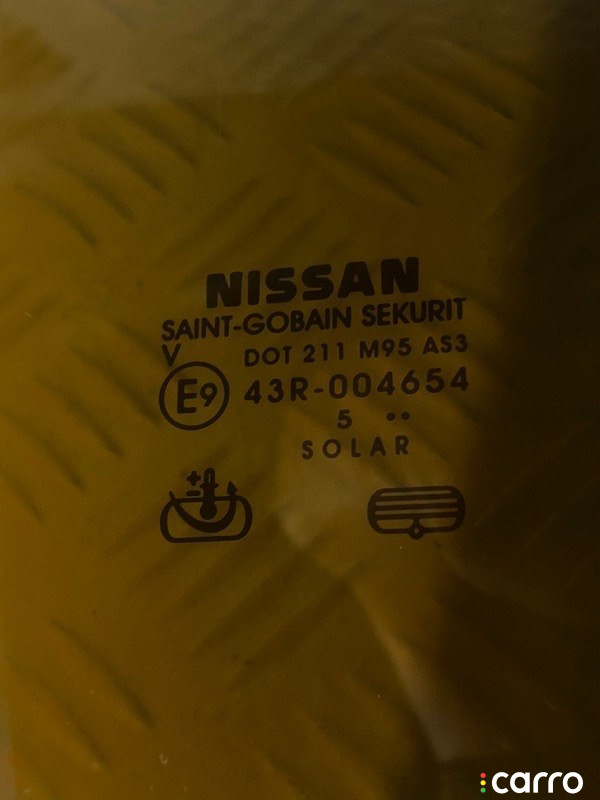 NISSAN
SAINT-GOBAIN SEKURIT
V DOT 211 M95 AS3
E9 43R-004654
5 ••
SOLAR
+
-
carro